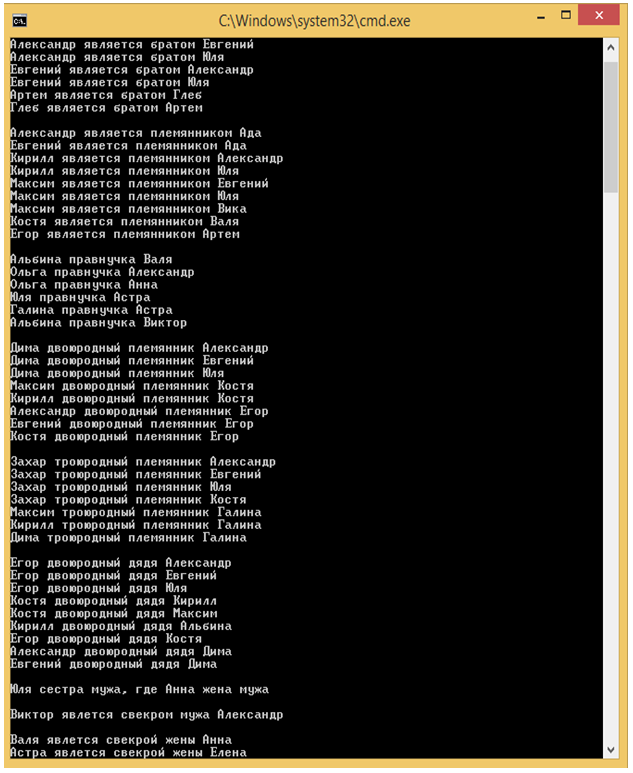 C:\Windows\system32\cmd.exe
Александр является братом Евгений
Александр является братом Юля
Евгений является братом Александр
Евгений является братом Юля
Артем является братом Глеб
Глеб является братом Артем
Александр является племянником Ада
Евгений является племянником Ада
Кирилл является племянником Александр
Кирилл является племянником Юля
Максим является племянником Евгений
Максим является племянником Юля
Максим является племянником Вика
Костя является племянником Валя
Егор является племянником Артем
Альбина правнучка Валя
Ольга правнучка Александр
Ольга правнучка Анна
Юля правнучка Астра
Галина правнучка Астра
Альбина правнучка Виктор
Дима двоюродный племянник Александр
Дима двоюродный племянник Евгений
Дима двоюродный племянник Юля
Максим двоюродный племянник Костя
Кирилл двоюродный племянник Костя
Александр двоюродный племянник Егор
Евгений двоюродный племянник Егор
Костя двоюродный племянник Егор
Захар троюродный племянник Александр
Захар троюродный племянник Евгений
Захар троюродный племянник Юля
Захар троюродный племянник Костя
Максим троюродный племянник Галина
Кирилл троюродный племянник Галина
Дима троюродный племянник Галина
Егор двоюродный дядя Александр
Егор двоюродный дядя Евгений
Егор двоюродный дядя Юля
Костя двоюродный дядя Кирилл
Костя двоюродный дядя Максим
Кирилл двоюродный дядя Альбина
Егор двоюродный дядя Костя
Александр двоюродный дядя Дима
Евгений двоюродный дядя Дима
Юля сестра мужа, где Анна жена мужа
Виктор явлется свекром мужа Александр
Валя явлется свекрой жены Анна
Астра явлется свекрой жены Елена